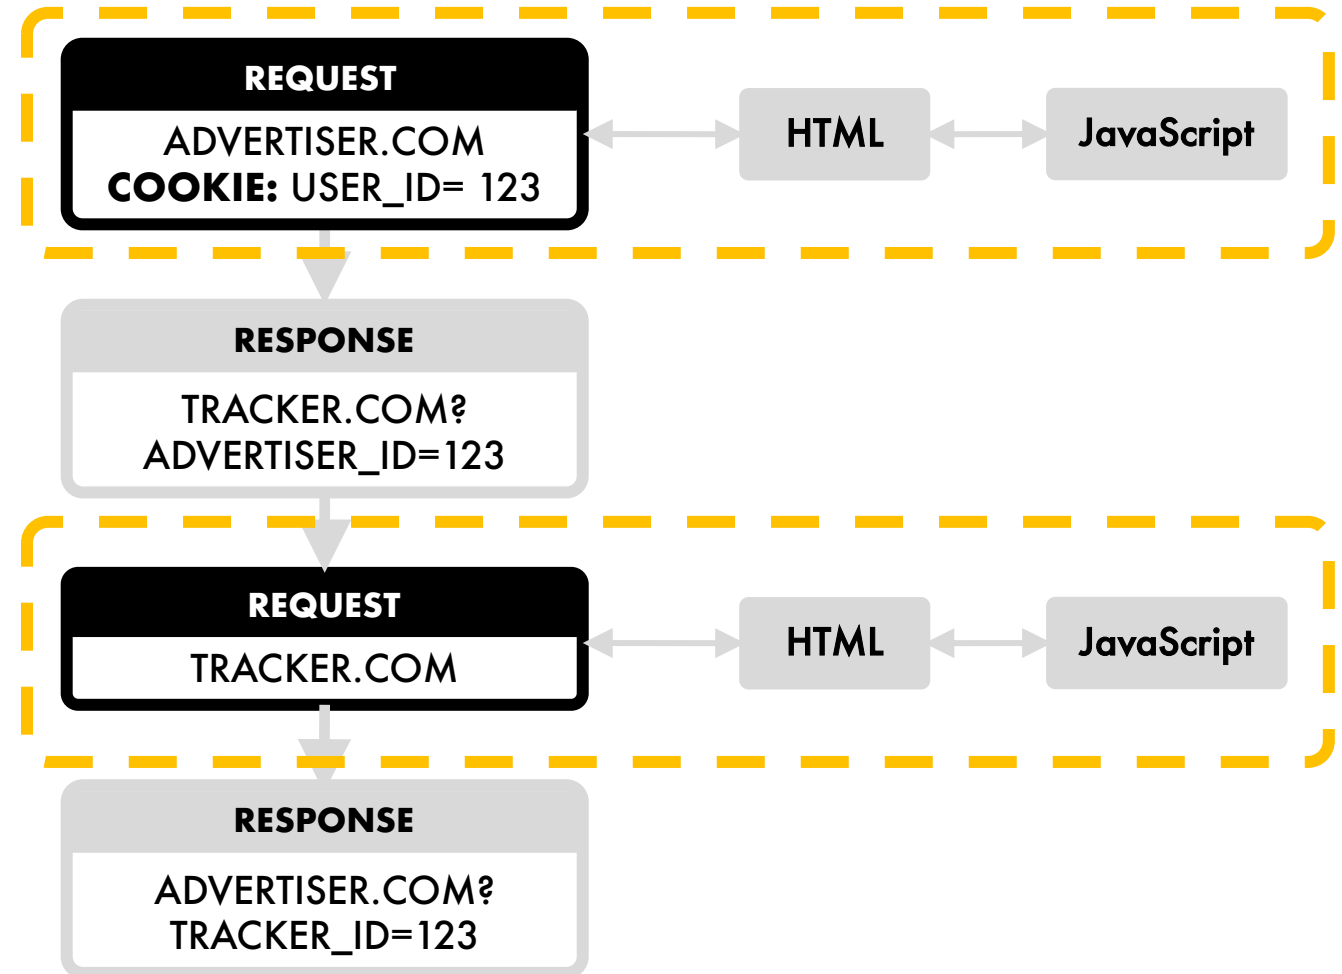 REQUEST
ADVERTISER.COM
COOKIE: USER_ID= 123
HTML
JavaScript
RESPONSE
TRACKER.COM?
ADVERTISER_ID=123
REQUEST
TRACKER.COM
HTML
JavaScript
RESPONSE
ADVERTISER.COM?
TRACKER_ID=123